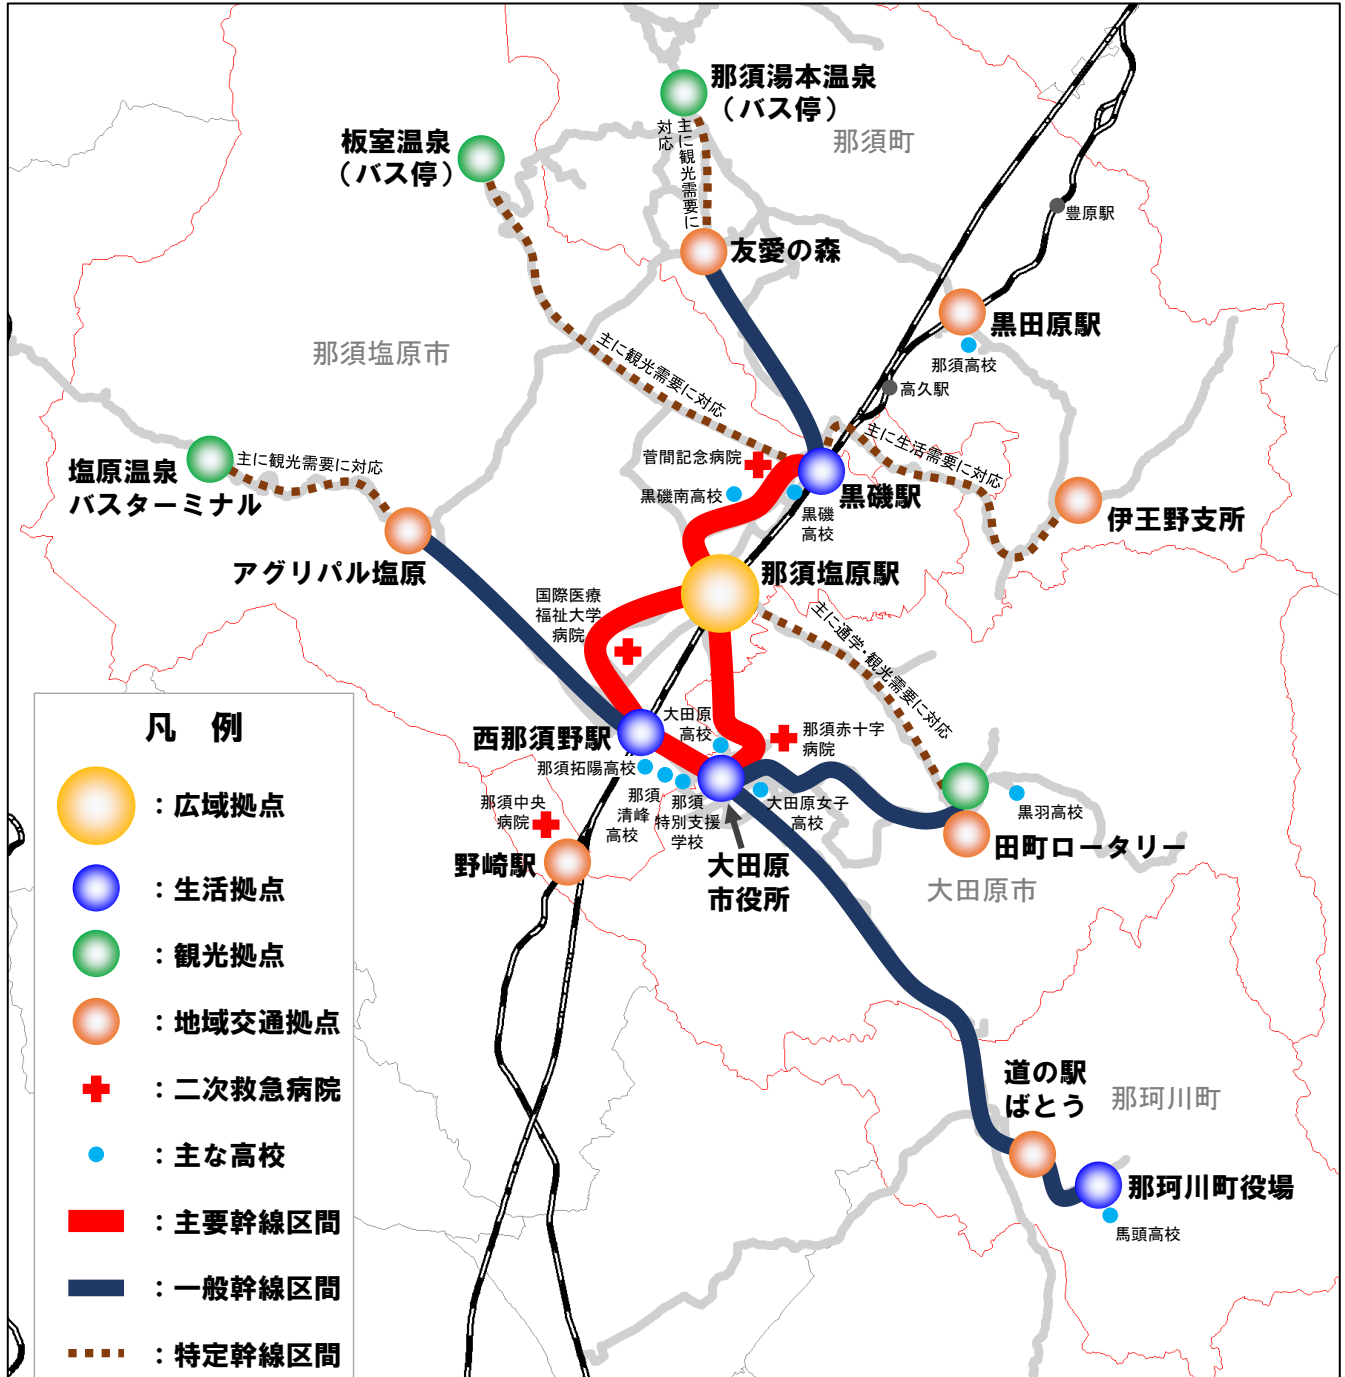 那須湯本温泉
（バス停）
板室温泉
（バス停）
主に観光需要に
対応
那須町
豊原駅
友愛の森
黒田原駅
那須高校
高久駅
那須塩原市
主に観光需要に対応
主に生活需要に対応
塩原温泉
バスターミナル
主に観光需要に対応
菅間記念病院
黒磯南高校
黒磯駅
黒磯
高校
伊王野支所
アグリパル塩原
那須塩原駅
国際医療
福祉大学
病院
主に通学・観光需要に対応
大田原
高校
那須赤十字
病院
西那須野駅
那須拓陽高校
那須
清峰
高校
那須
特別支援
学校
大田原女子
高校
黒羽高校
那須中央
病院
野崎駅
大田原
市役所
田町ロータリー
大田原市
道の駅
ばとう
那珂川町
那珂川町役場
馬頭高校
凡 例
：広域拠点
：生活拠点
：観光拠点
：地域交通拠点
：二次救急病院
：主な高校
：主要幹線区間
：一般幹線区間
：特定幹線区間